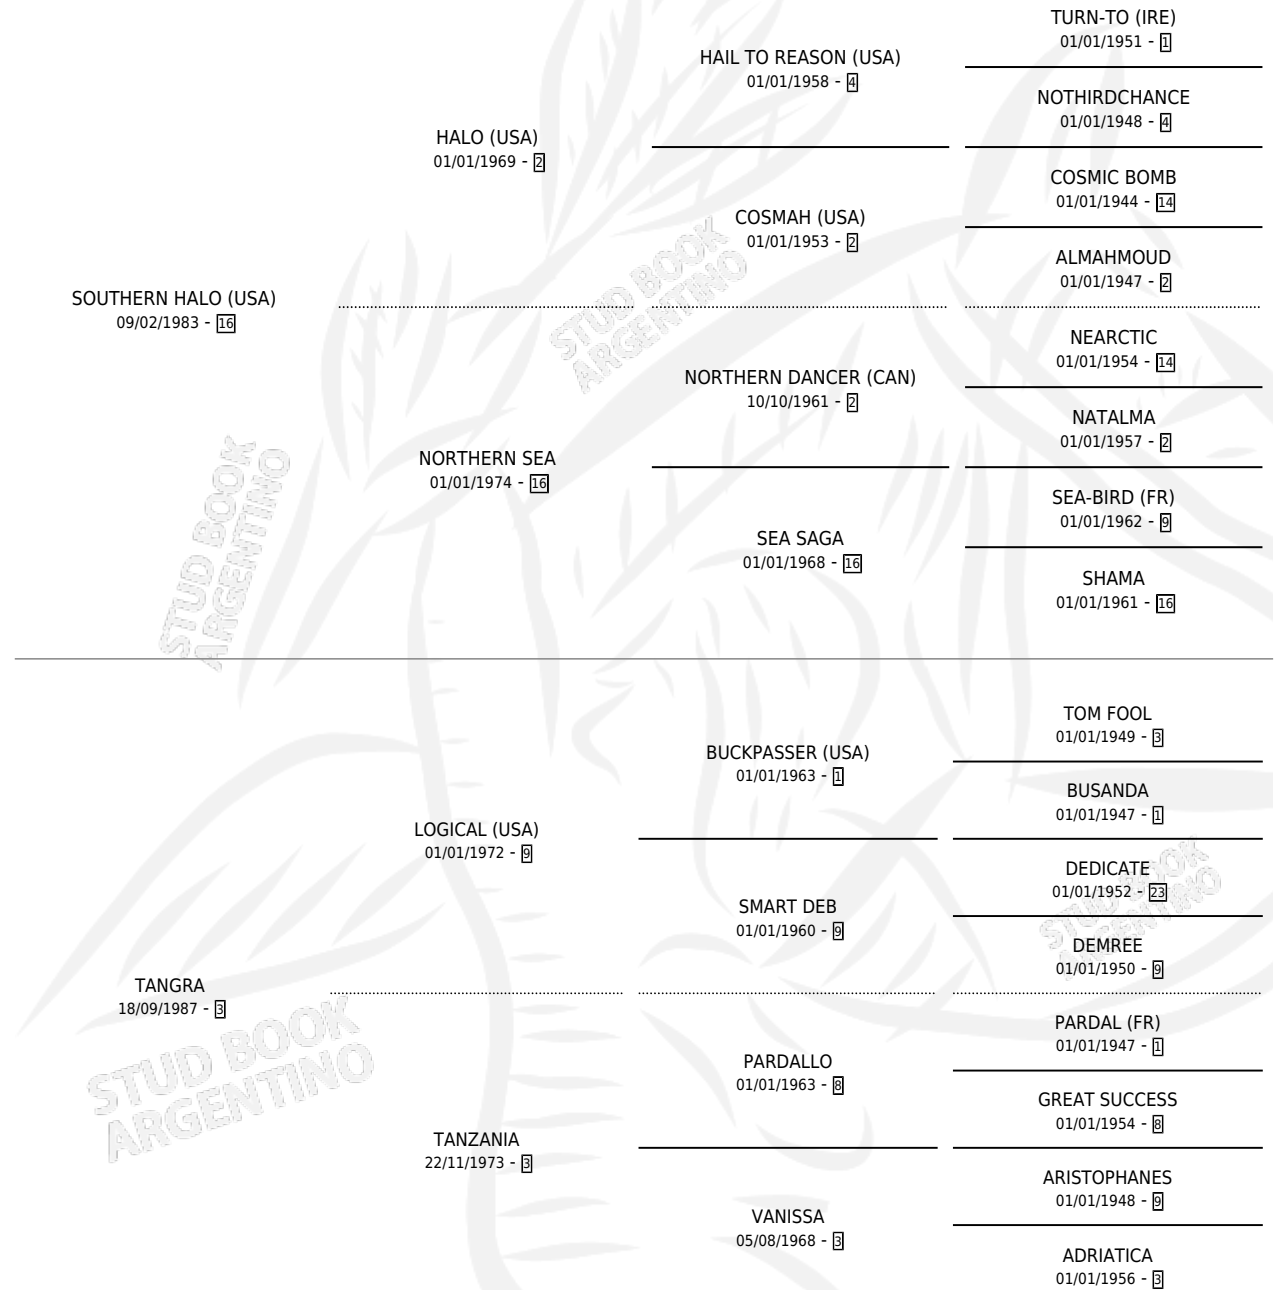 TURN-TO (IRE)
01/01/1951 - 1
HAIL TO REASON (USA)
01/01/1958 - 4
NOTHIRDCHANCE
01/01/1948 - 4
HALO (USA)
01/01/1969 - 2
COSMIC BOMB
01/01/1944 - 14
COSMAH (USA)
01/01/1953 - 2
ALMAHMOUD
01/01/1947 - 2
SOUTHERN HALO (USA)
09/02/1983 - 16
STUD BOOK
ARGENTINO
NEARCTIC
01/01/1954 - 14
NORTHERN DANCER (CAN)
10/10/1961 - 2
NATALMA
01/01/1957 - 2
NORTHERN SEA
01/01/1974 - 16
SEA-BIRD (FR)
01/01/1962 - 9
SEA SAGA
01/01/1968 - 16
SHAMA
01/01/1961 - 16
STUD BOOK
ARGENTINO
TOM FOOL
01/01/1949 - 3
BUCKPASSER (USA)
01/01/1963 - 1
BUSANDA
01/01/1947 - 1
LOGICAL (USA)
01/01/1972 - 9
DEDICATE
01/01/1952 - 23
SMART DEB
01/01/1960 - 9
STUD BOOK
ARGENTINO
DEMREE
01/01/1950 - 9
TANGRA
18/09/1987 - 3
STUD BOOK
ARGENTINO
PARDAL (FR)
01/01/1947 - 1
PARDALLO
01/01/1963 - 8
GREAT SUCCESS
01/01/1954 - 8
TANZANIA
22/11/1973 - 3
ARISTOPHANES
01/01/1948 - 9
VANISSA
05/08/1968 - 3
ADRIATICA
01/01/1956 - 3